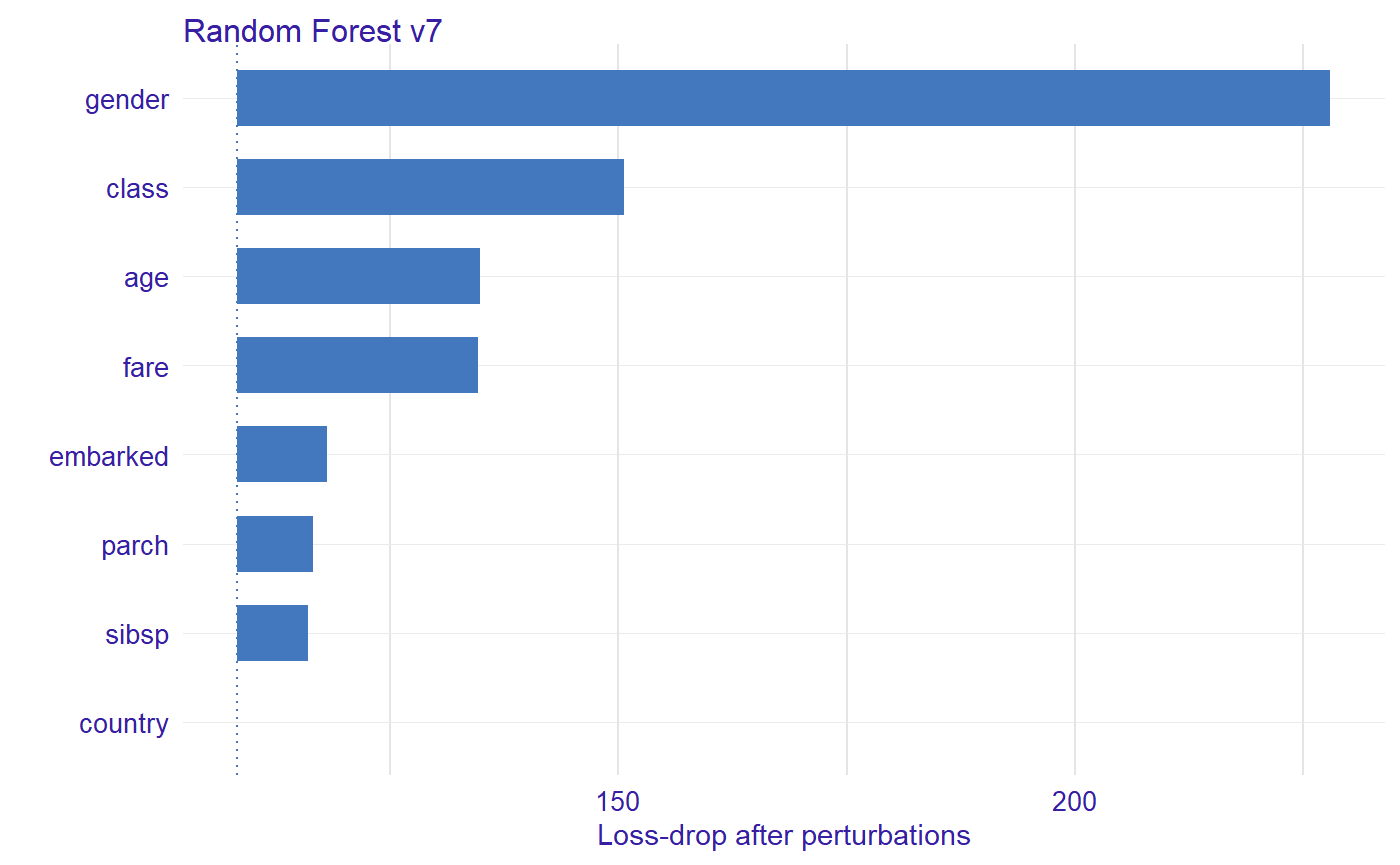 Random Forest v7
gender
class
age
fare
embarked
parch
sibsp
country
150 200
Loss-drop after perturbations